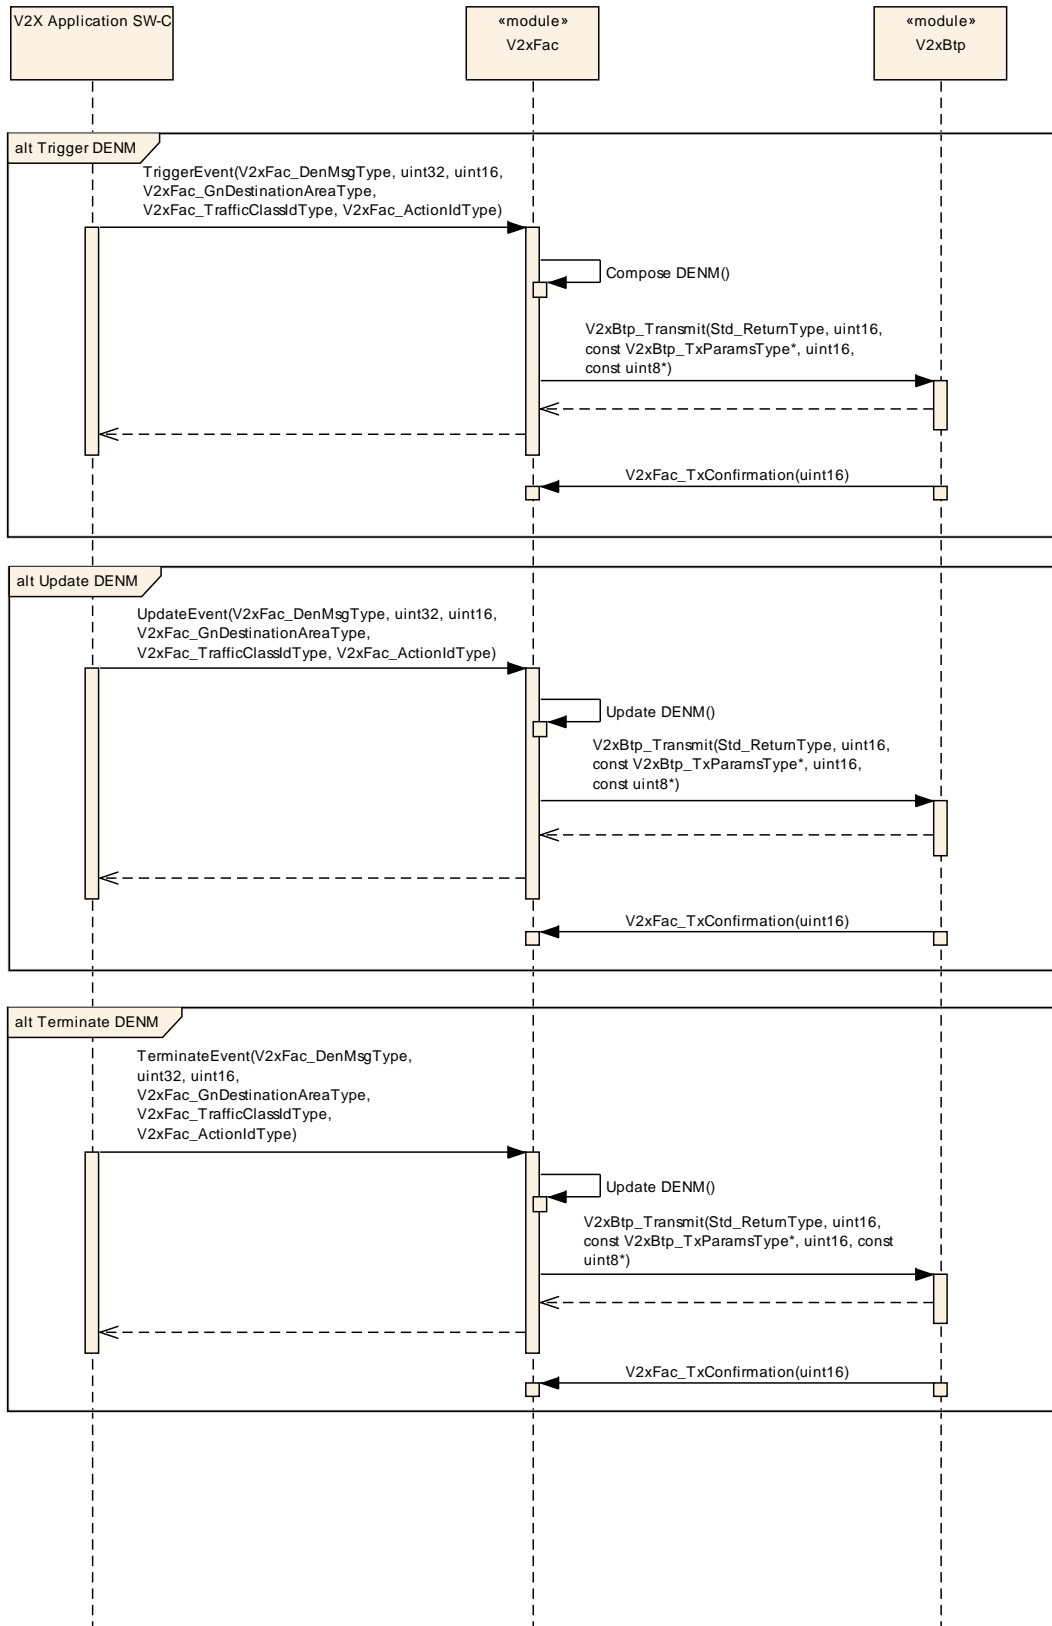 V2X Application SW-C
«module»
V2xFac
«module»
V2xBtp
alt Trigger DENM
TriggerEvent(V2xFac_DenMsgType, uint32, uint16,
V2xFac_GnDestinationAreaType,
V2xFac_TrafficClassIdType, V2xFac_ActionIdType)
Compose DENM()
V2xBtp_Transmit(Std_ReturnType, uint16,
const V2xBtp_TxParamsType*, uint16,
const uint8*)
V2xFac_TxConfirmation(uint16)
alt Update DENM
UpdateEvent(V2xFac_DenMsgType, uint32, uint16,
V2xFac_GnDestinationAreaType,
V2xFac_TrafficClassIdType, V2xFac_ActionIdType)
Update DENM()
V2xBtp_Transmit(Std_ReturnType, uint16,
const V2xBtp_TxParamsType*, uint16,
const uint8*)
V2xFac_TxConfirmation(uint16)
alt Terminate DENM
TerminateEvent(V2xFac_DenMsgType,
uint32, uint16,
V2xFac_GnDestinationAreaType,
V2xFac_TrafficClassIdType,
V2xFac_ActionIdType)
Update DENM()
V2xBtp_Transmit(Std_ReturnType, uint16,
const V2xBtp_TxParamsType*, uint16, const
uint8*)
V2xFac_TxConfirmation(uint16)